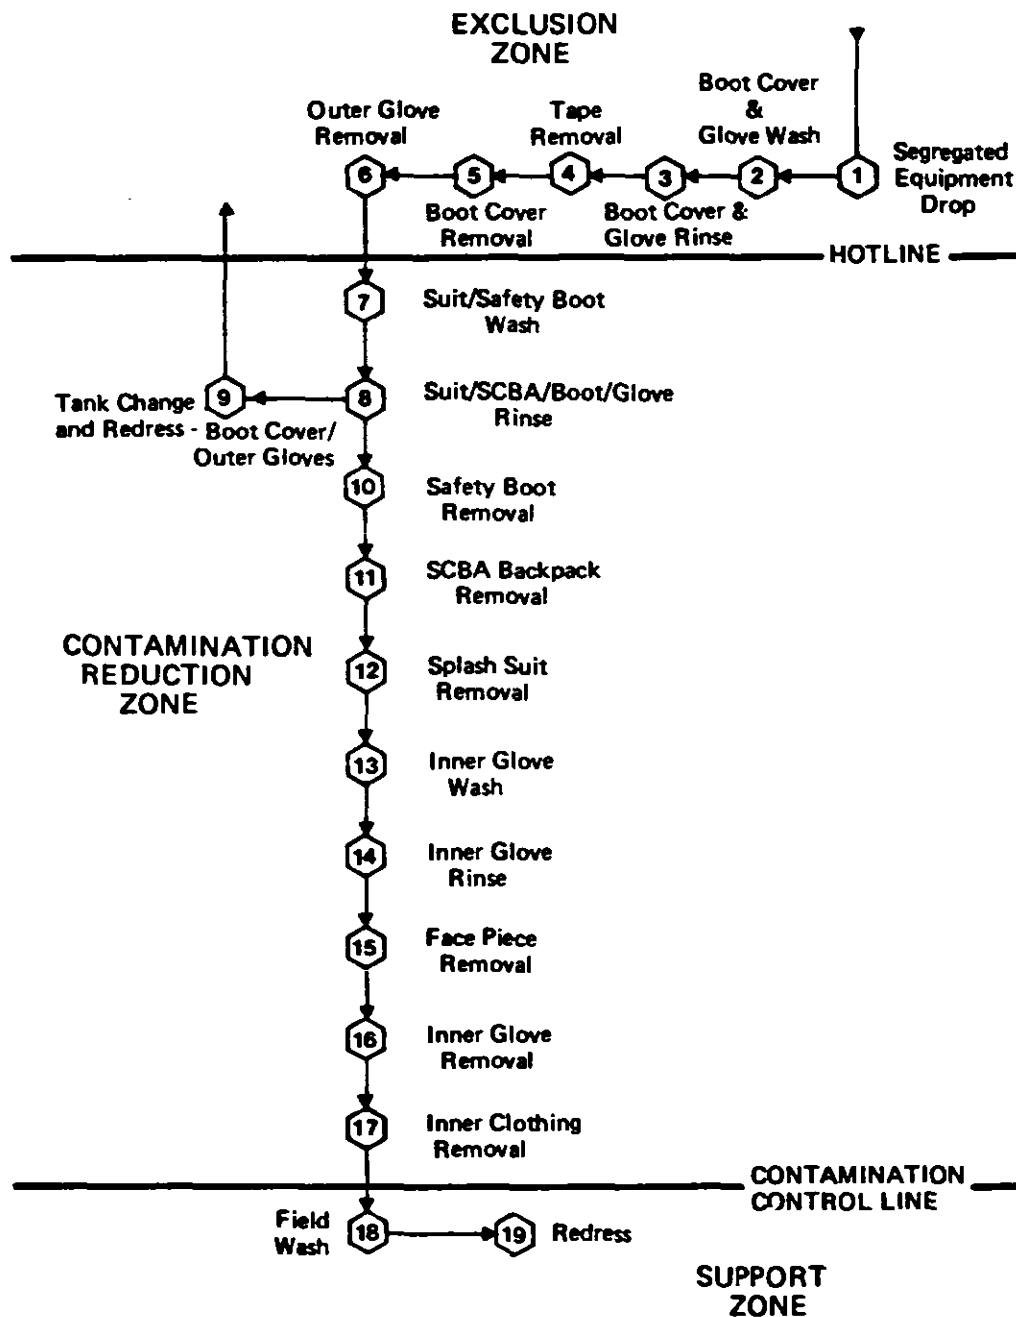 EXCLUSION
ZONE
Boot Cover
&
Glove Wash
Outer Glove
Removal
Tape
Removal
6
5
4
3
2
1
Segregated
Equipment
Drop
Boot Cover
Removal
Boot Cover &
Glove Rinse
HOTLINE
7
Suit/Safety Boot
Wash
Tank Change
and Redress - Boot Cover/
Outer Gloves
9
8
Suit/SCBA/Boot/Glove
Rinse
10
Safety Boot
Removal
11
SCBA Backpack
Removal
CONTAMINATION
REDUCTION
ZONE
12
Splash Suit
Removal
13
Inner Glove
Wash
14
Inner Glove
Rinse
15
Face Piece
Removal
16
Inner Glove
Removal
17
Inner Clothing
Removal
CONTAMINATION
CONTROL LINE
Field
Wash
18
19
Redress
SUPPORT
ZONE